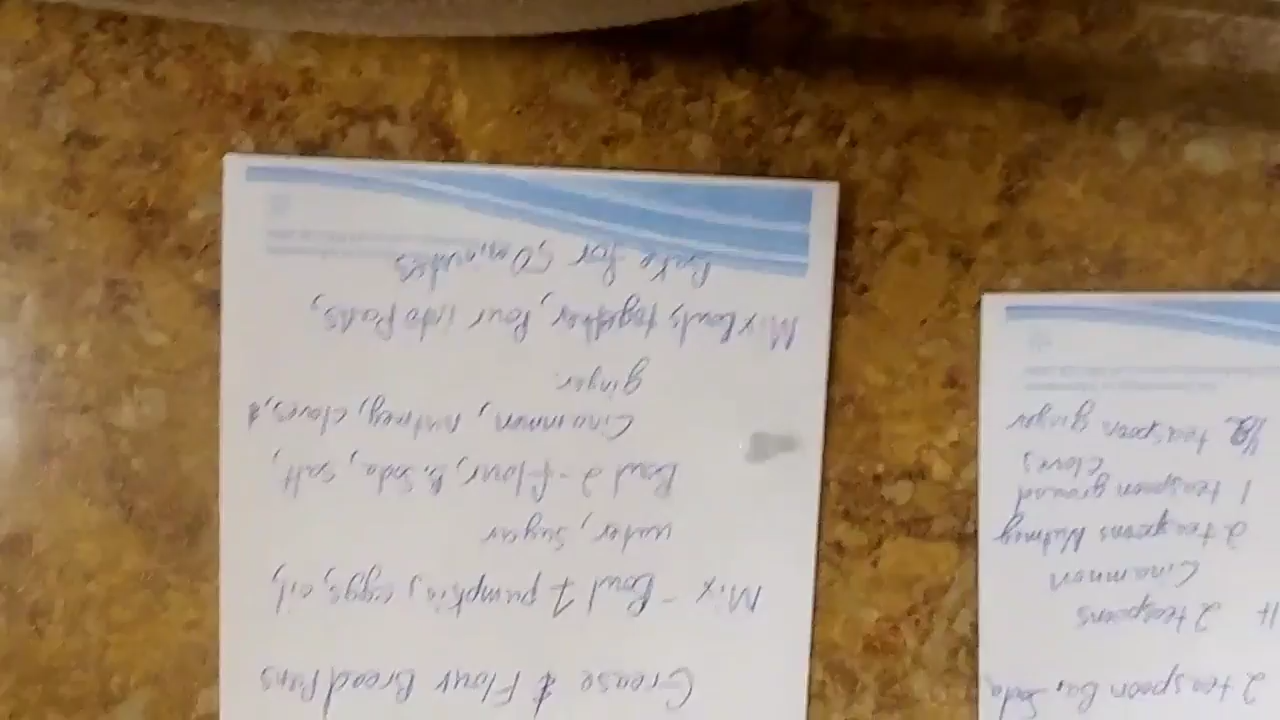 Grease & Flour Bread Pans
Mix - Bowl 1 pumpkin, eggs, oil,
water, sugar
Bowl 2 - flour, B. Soda, salt,
Cinammon, nutmeg, cloves, &
ginger.
Mix bowls together, Pour into Pans,
Bake for 50 minutes
2 teaspoon Ba. Soda
2 teaspoons
Cinammon
2 teaspoons Nutmeg
1 teaspoon ground
cloves
1/2 teaspoon ginger